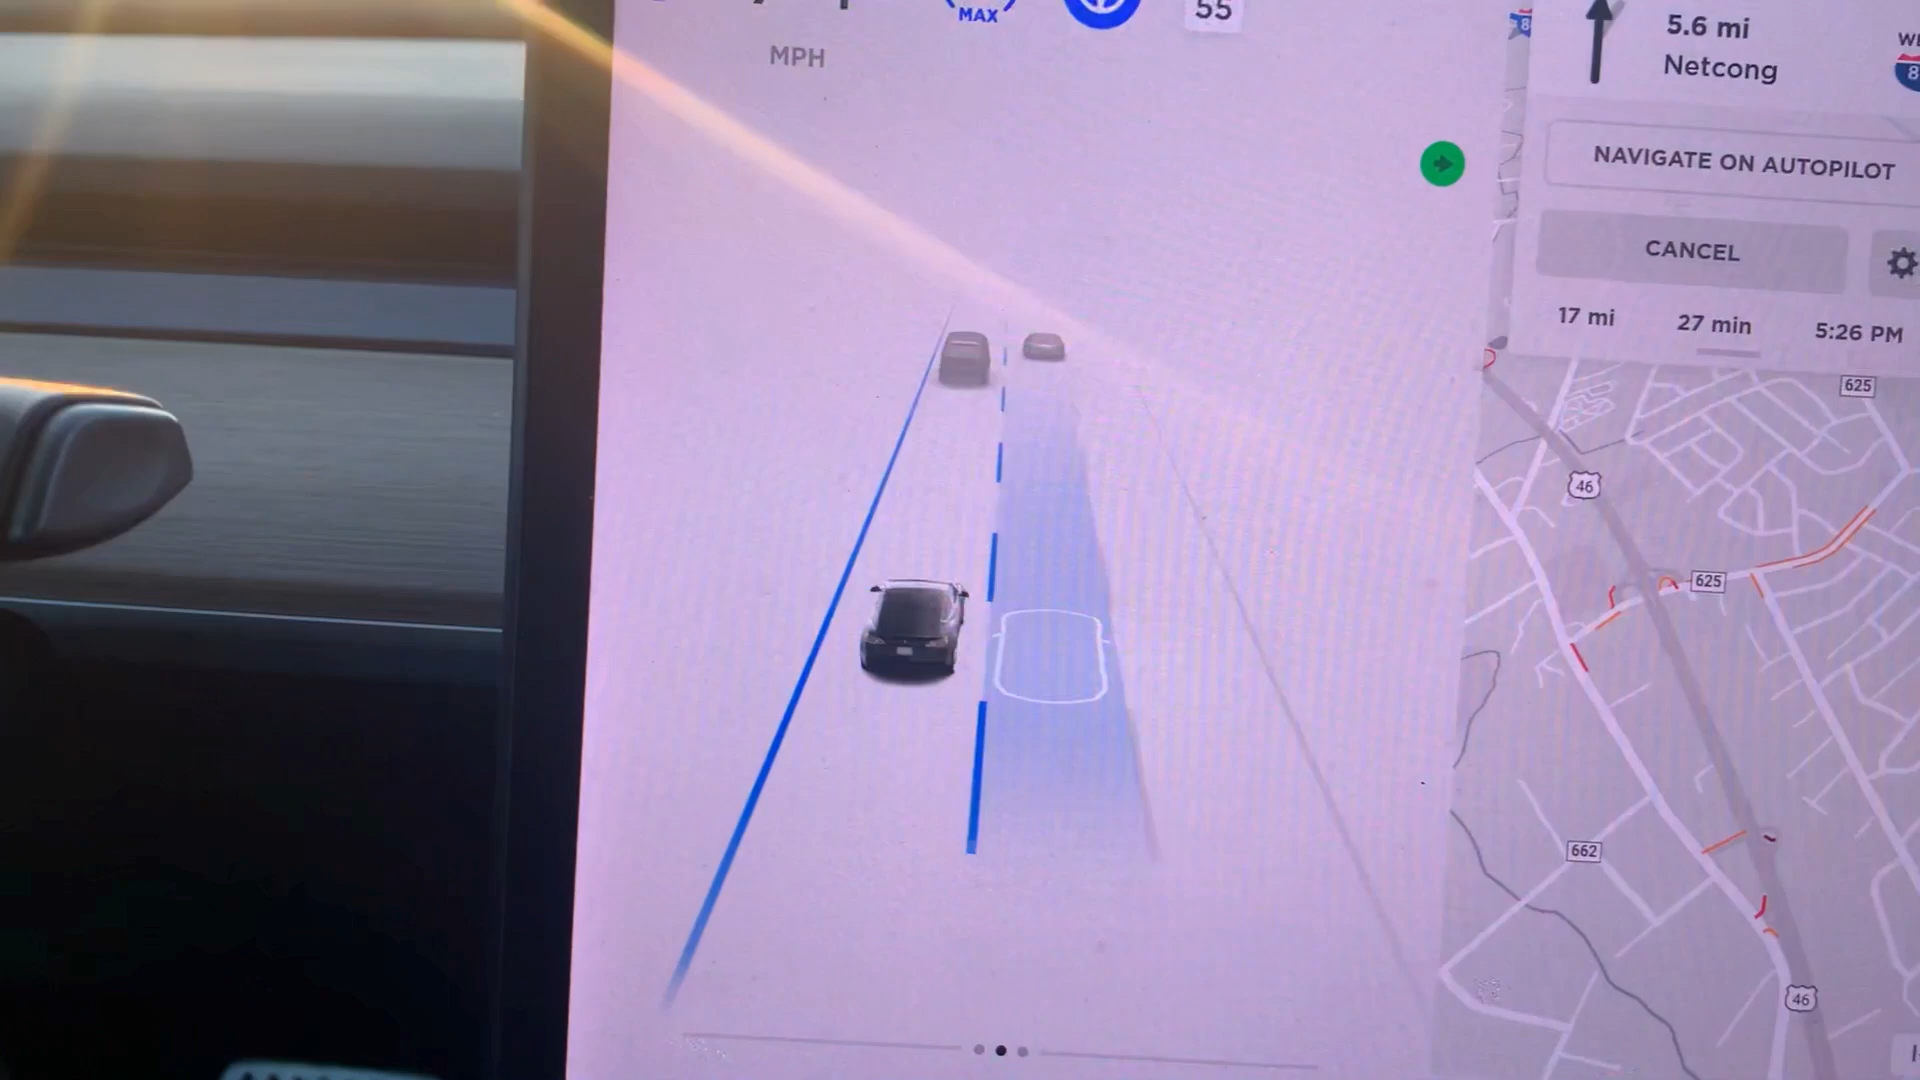 MAX
55
MPH
5.6 mi
Netcong
NAVIGATE ON AUTOPILOT
CANCEL
17 mi
27 min
5:26 PM
625
46
625
662
46